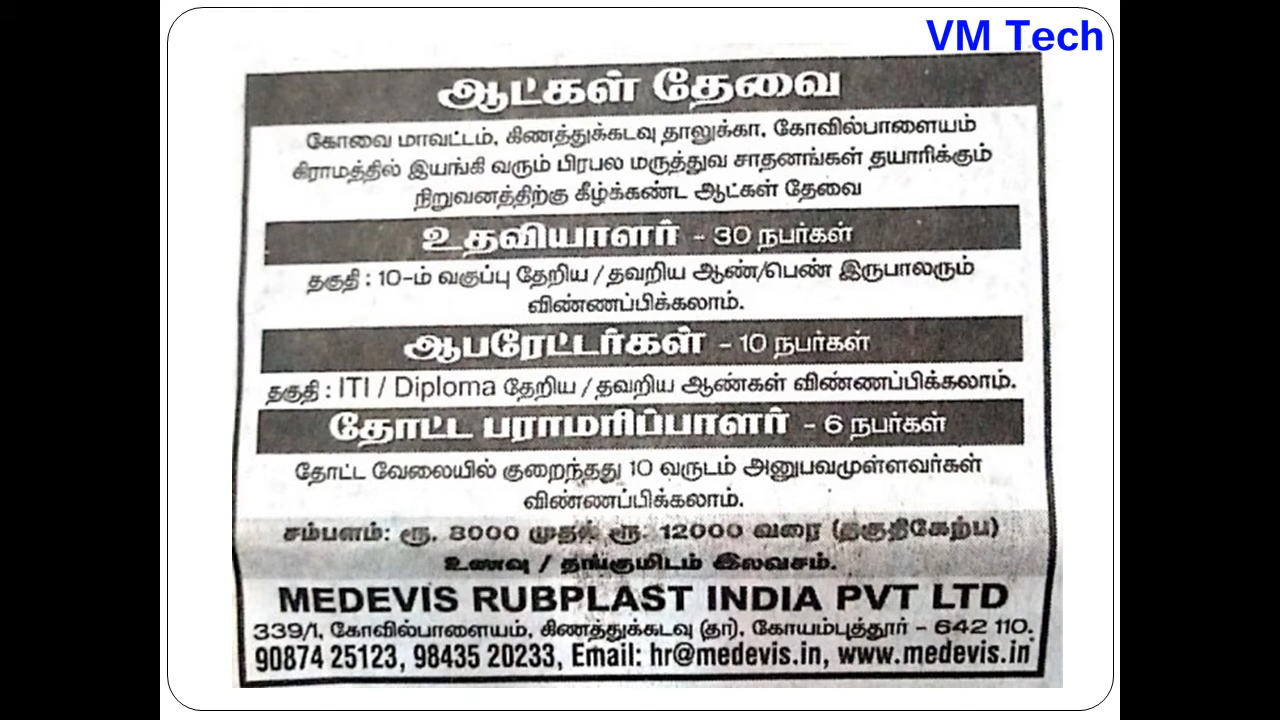 VM Tech
ஆட்கள் தேவை
கோவை மாவட்டம், கிணத்துக்கடவு தாலுக்கா, கோவில்பாளையம்
கிராமத்தில் இயங்கி வரும் பிரபல மருத்துவ சாதனங்கள் தயாரிக்கும்
நிறுவனத்திற்கு கீழ்க்கண்ட ஆட்கள் தேவை
உதவியாளர் - 30 நபர்கள்
தகுதி : 10-ம் வகுப்பு தேறிய / தவறிய ஆண்/பெண் இருபாலரும்
விண்ணப்பிக்கலாம்.
ஆபரேட்டர்கள் - 10 நபர்கள்
தகுதி : ITI / Diploma தேறிய / தவறிய ஆண்கள் விண்ணப்பிக்கலாம்.
தோட்ட பராமரிப்பாளர் - 6 நபர்கள்
தோட்ட வேலையில் குறைந்தது 10 வருடம் அனுபவமுள்ளவர்கள்
விண்ணப்பிக்கலாம்.
சம்பளம்: ரூ. 8000 முதல் ரூ. 12000 வரை (தகுதிகேற்ப)
உணவு / தங்குமிடம் இலவசம்.
MEDEVIS RUBPLAST INDIA PVT LTD
339/1, கோவில்பாளையம், கிணத்துக்கடவு (தா), கோயம்புத்தூர் - 642 110.
90874 25123, 98435 20233, Email: hr@medevis.in, www.medevis.in